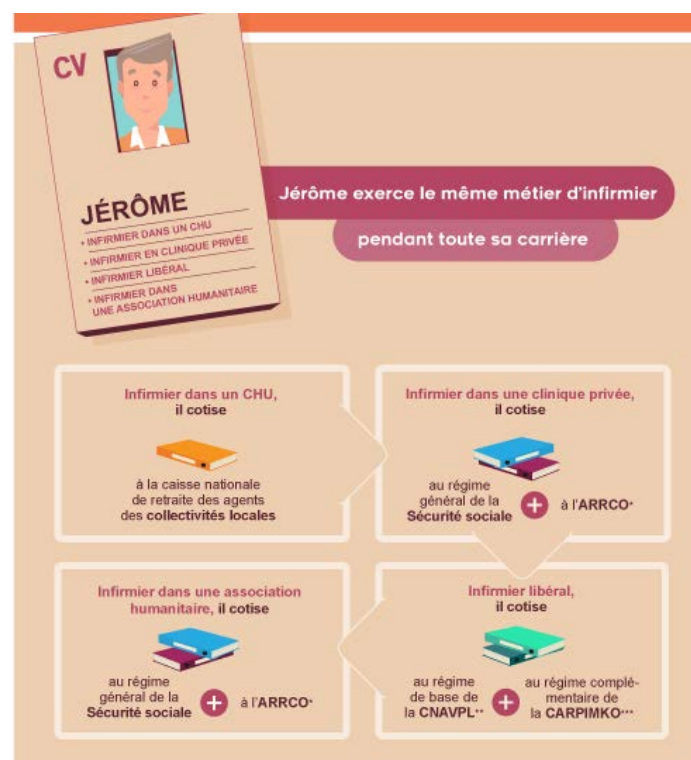 CV
JÉRÔME
• INFIRMIER DANS UN CHU
• INFIRMIER EN CLINIQUE PRIVÉE
• INFIRMIER LIBÉRAL
• INFIRMIER DANS
UNE ASSOCIATION HUMANITAIRE
Jérôme exerce le même métier d'infirmier
pendant toute sa carrière
Infirmier dans un CHU,
il cotise
à la caisse nationale
de retraite des agents
des collectivités locales
Infirmier dans une clinique privée,
il cotise
au régime
général de la
Sécurité sociale
+
à l'ARRCO*
Infirmier libéral,
il cotise
au régime
de base de
la CNAVPL**
+
au régime complé-
mentaire de
la CARPIMKO***
Infirmier dans une association
humanitaire, il cotise
au régime
général de la
Sécurité sociale
+
à l'ARRCO*